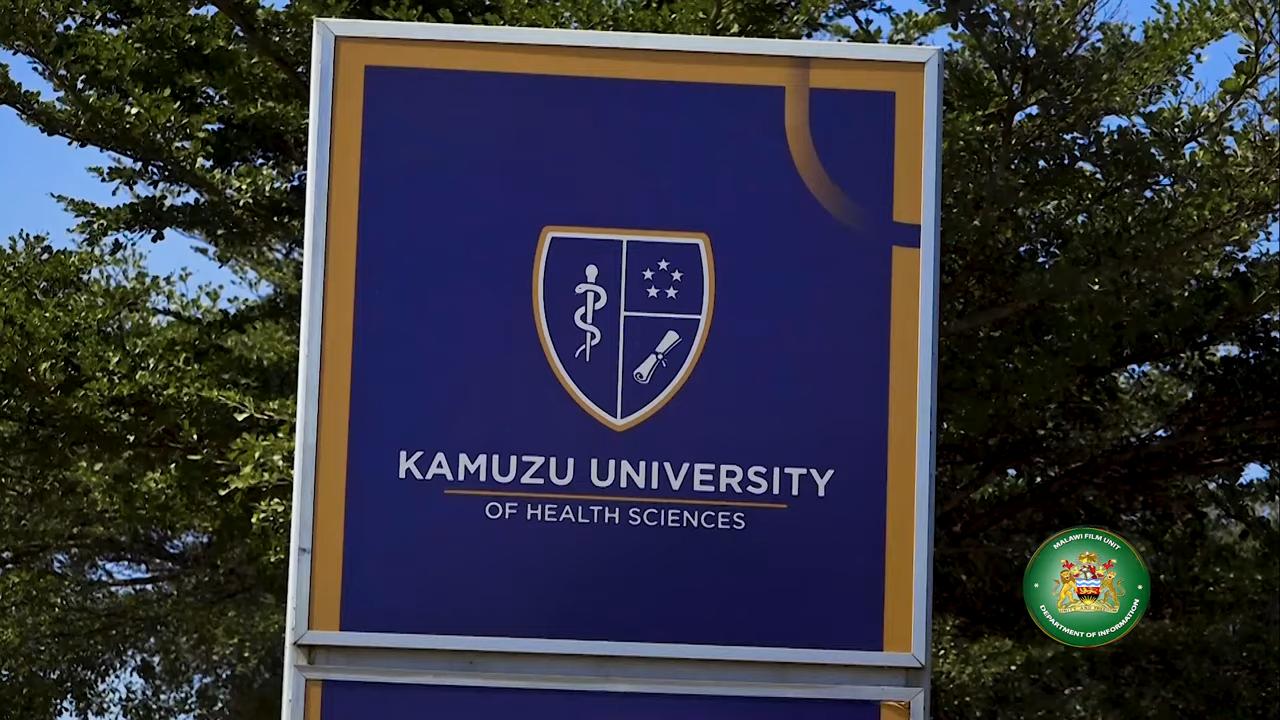 KAMUZU UNIVERSITY
OF HEALTH SCIENCES
MALAWI FILM UNIT
DEPARTMENT OF INFORMATION